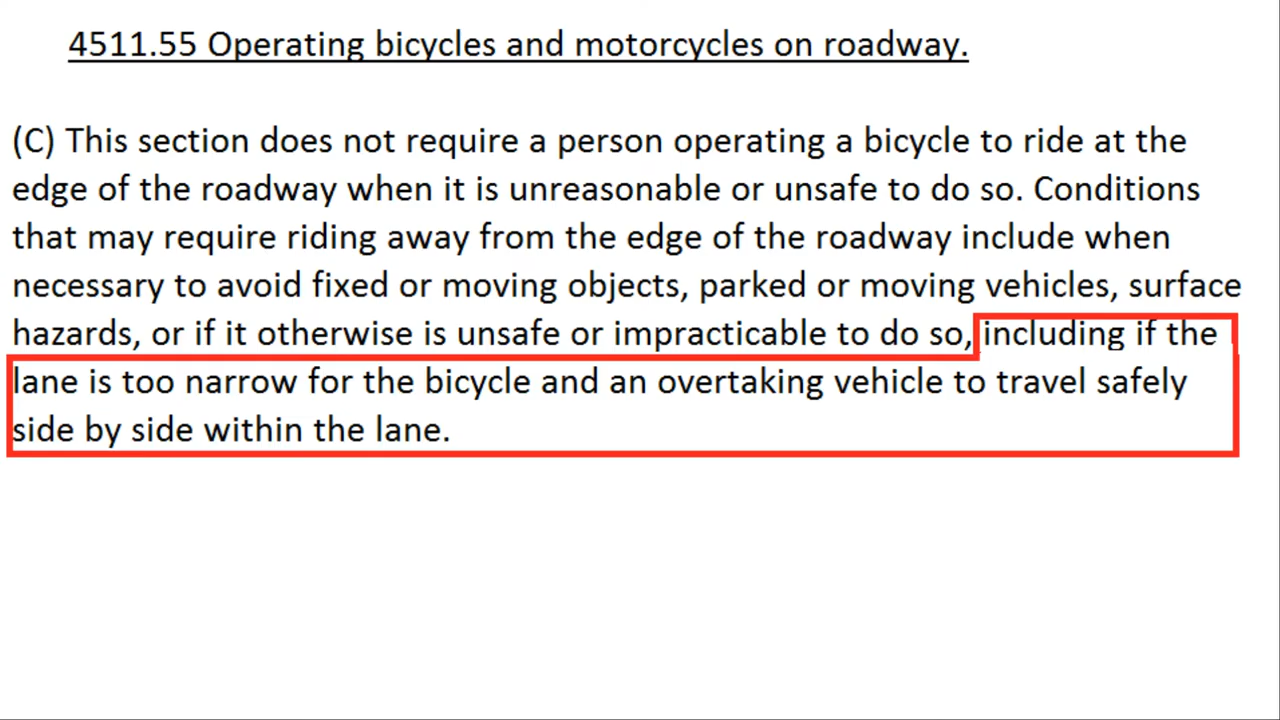 4511.55 Operating bicycles and motorcycles on roadway.
(C) This section does not require a person operating a bicycle to ride at the
edge of the roadway when it is unreasonable or unsafe to do so. Conditions
that may require riding away from the edge of the roadway include when
necessary to avoid fixed or moving objects, parked or moving vehicles, surface
hazards, or if it otherwise is unsafe or impracticable to do so, including if the
lane is too narrow for the bicycle and an overtaking vehicle to travel safely
side by side within the lane.